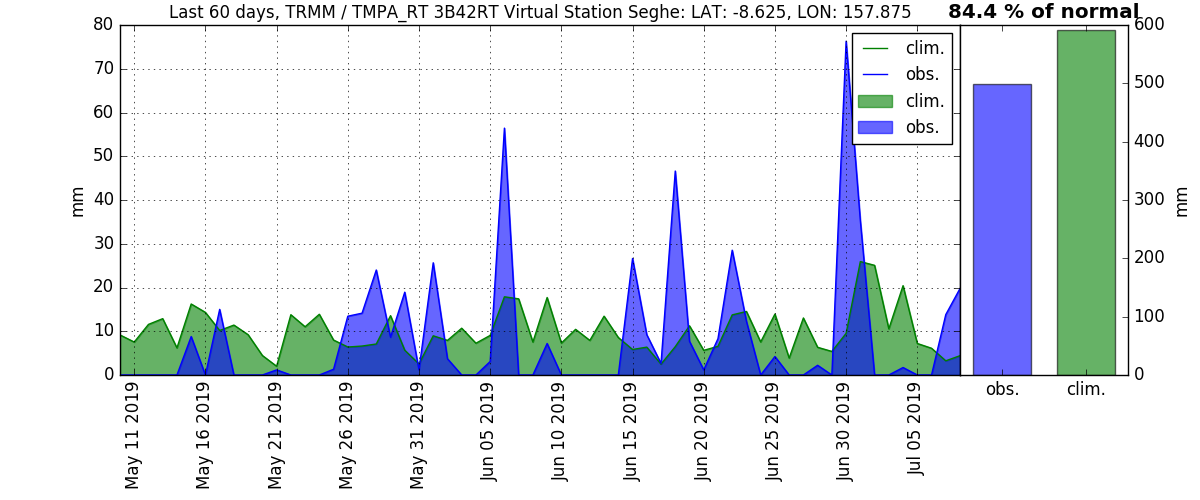 Last 60 days, TRMM / TMPA_RT 3B42RT Virtual Station Seghe: LAT: -8.625, LON: 157.875
84.4 % of normal
80
70
60
50
40
30
20
10
0
mm
clim.
obs.
clim.
obs.
600
500
400
300
200
100
0
mm
May 11 2019
May 16 2019
May 21 2019
May 26 2019
May 31 2019
Jun 05 2019
Jun 10 2019
Jun 15 2019
Jun 20 2019
Jun 25 2019
Jun 30 2019
Jul 05 2019
obs.
clim.